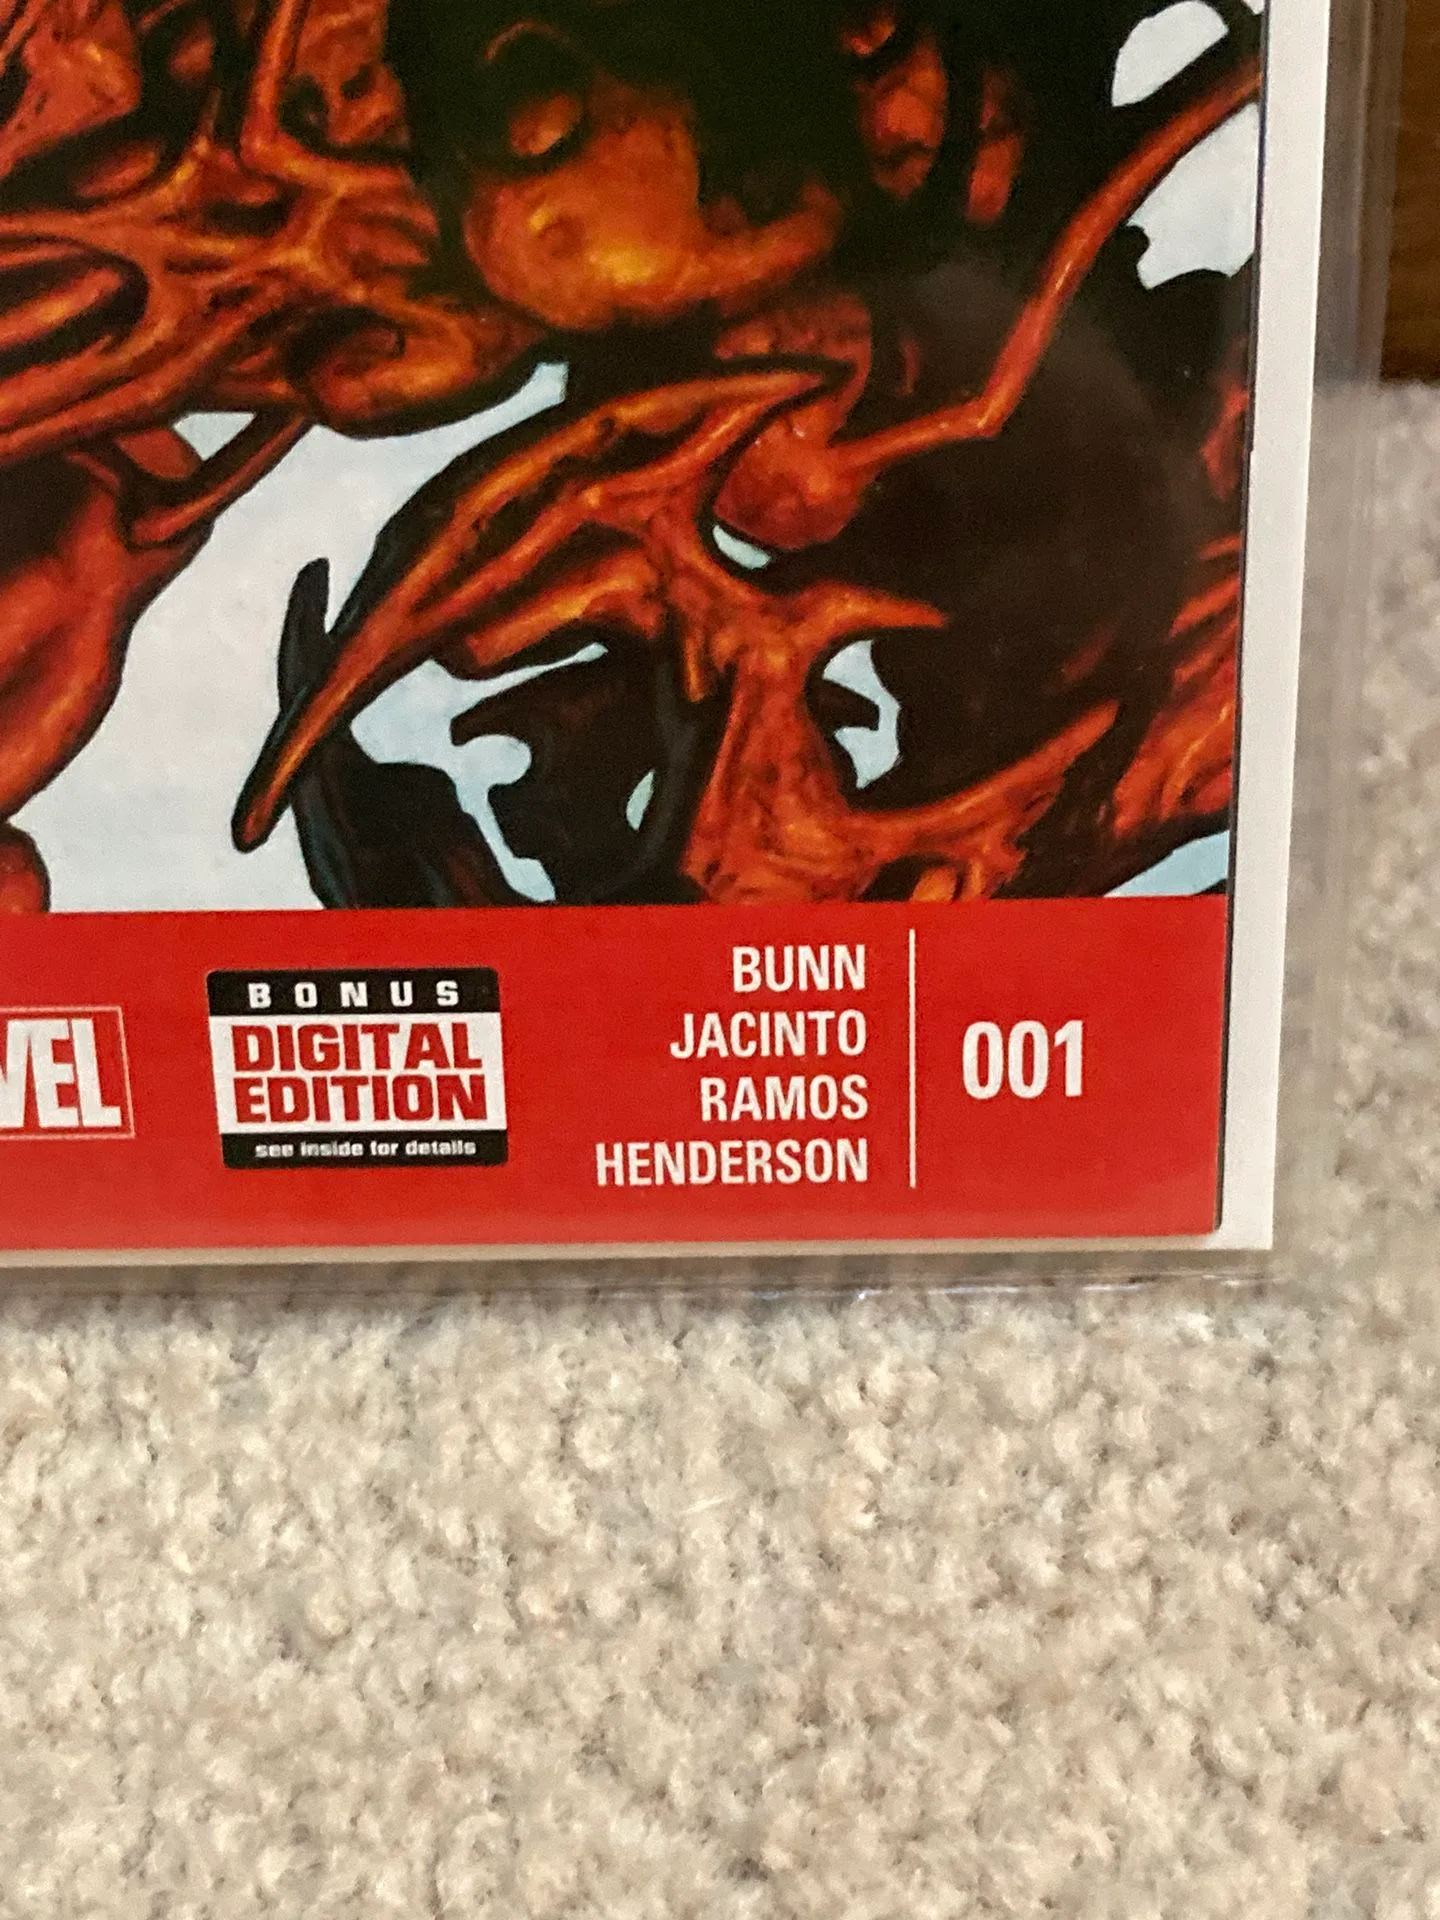 VEL
BONUS
DIGITAL
EDITION
see inside for details
BUNN
JACINTO
RAMOS
HENDERSON
001